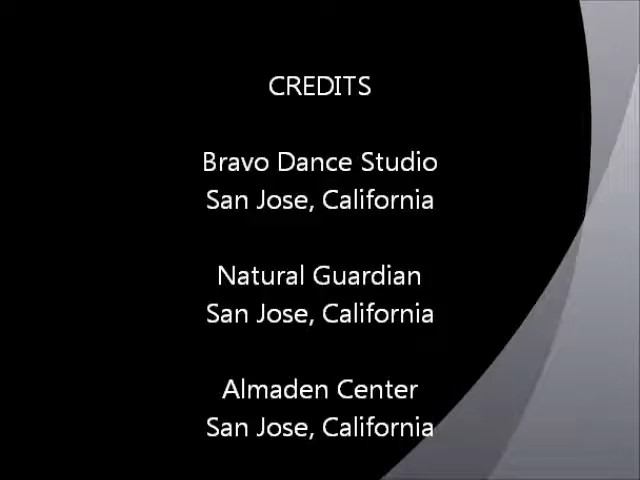 CREDITS
Bravo Dance Studio
San Jose, California
Natural Guardian
San Jose, California
Almaden Center
San Jose, California